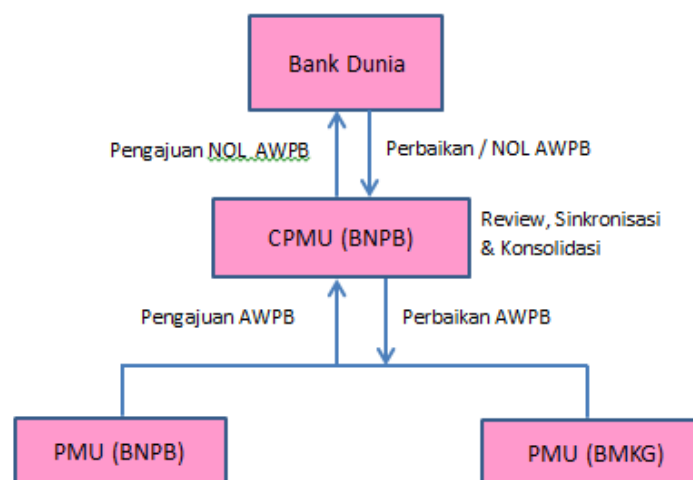 Bank Dunia
Pengajuan NOL AWPB
Perbaikan / NOL AWPB
CPMU (BNPB)
Review, Sinkronisasi
& Konsolidasi
Pengajuan AWPB
Perbaikan AWPB
PMU (BNPB)
PMU (BMKG)